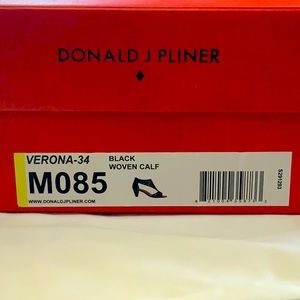 DONALD J PLINER
VERONA-34
BLACK
WOVEN CALF
M085
WWW.DONALDJPLINER.COM